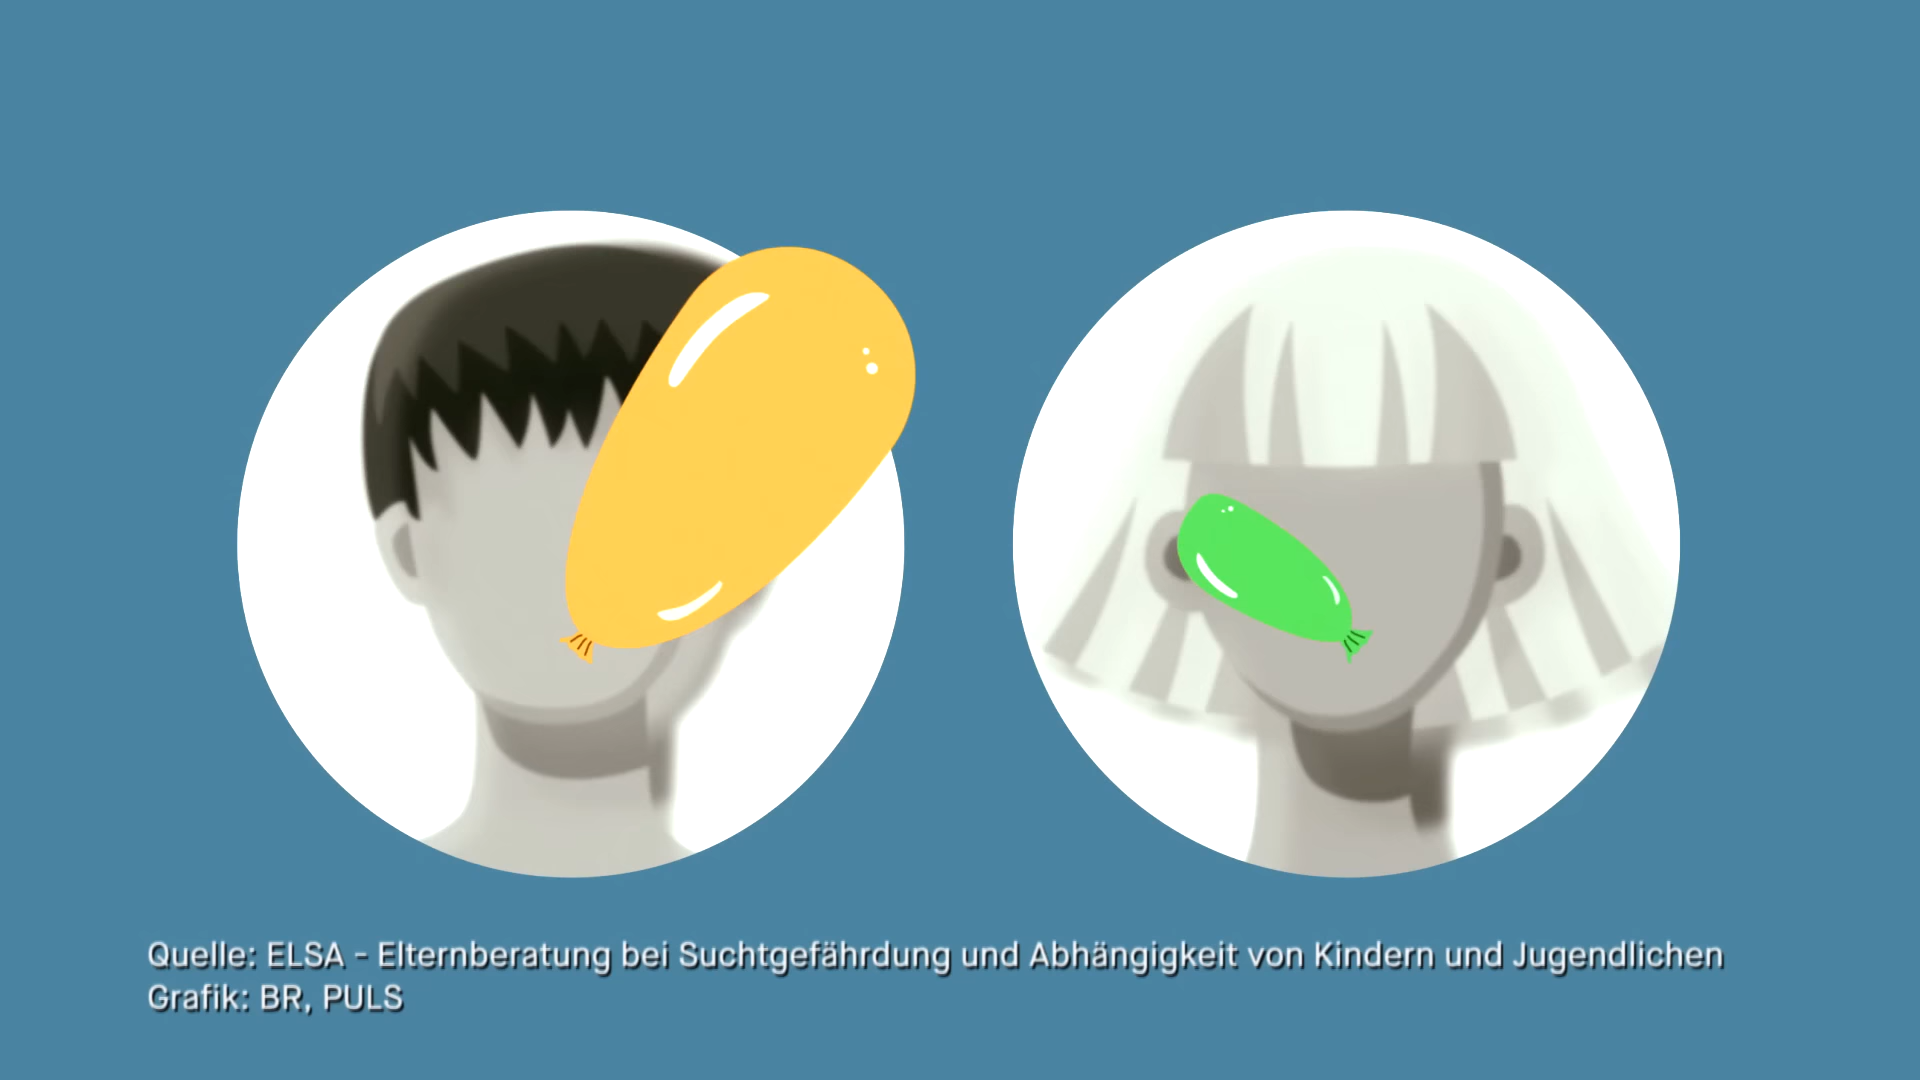 Quelle: ELSA - Elternberatung bei Suchtgefährdung und Abhängigkeit von Kindern und Jugendlichen
Grafik: BR, PULS